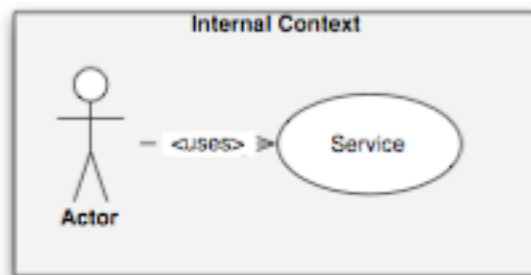 Internal Context
<uses>
Service
Actor